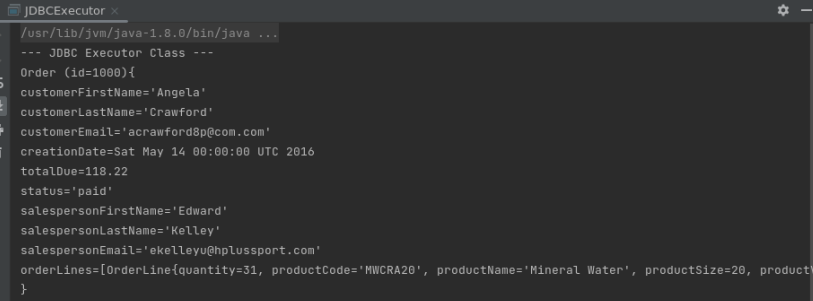 JDBCExecutor
/usr/lib/jvm/java-1.8.0/bin/java ...
--- JDBC Executor Class ---
Order (id=1000){
customerFirstName='Angela'
customerLastName='Crawford'
customerEmail='acrawford8p@com.com'
creationDate=Sat May 14 00:00:00 UTC 2016
totalDue=118.22
status='paid'
salespersonFirstName='Edward'
salespersonLastName='Kelley'
salespersonEmail='ekelleyu@hplussport.com'
orderLines=[OrderLine{quantity=31, productCode='MWCRA20', productName='Mineral Water', productSize=20, product
}